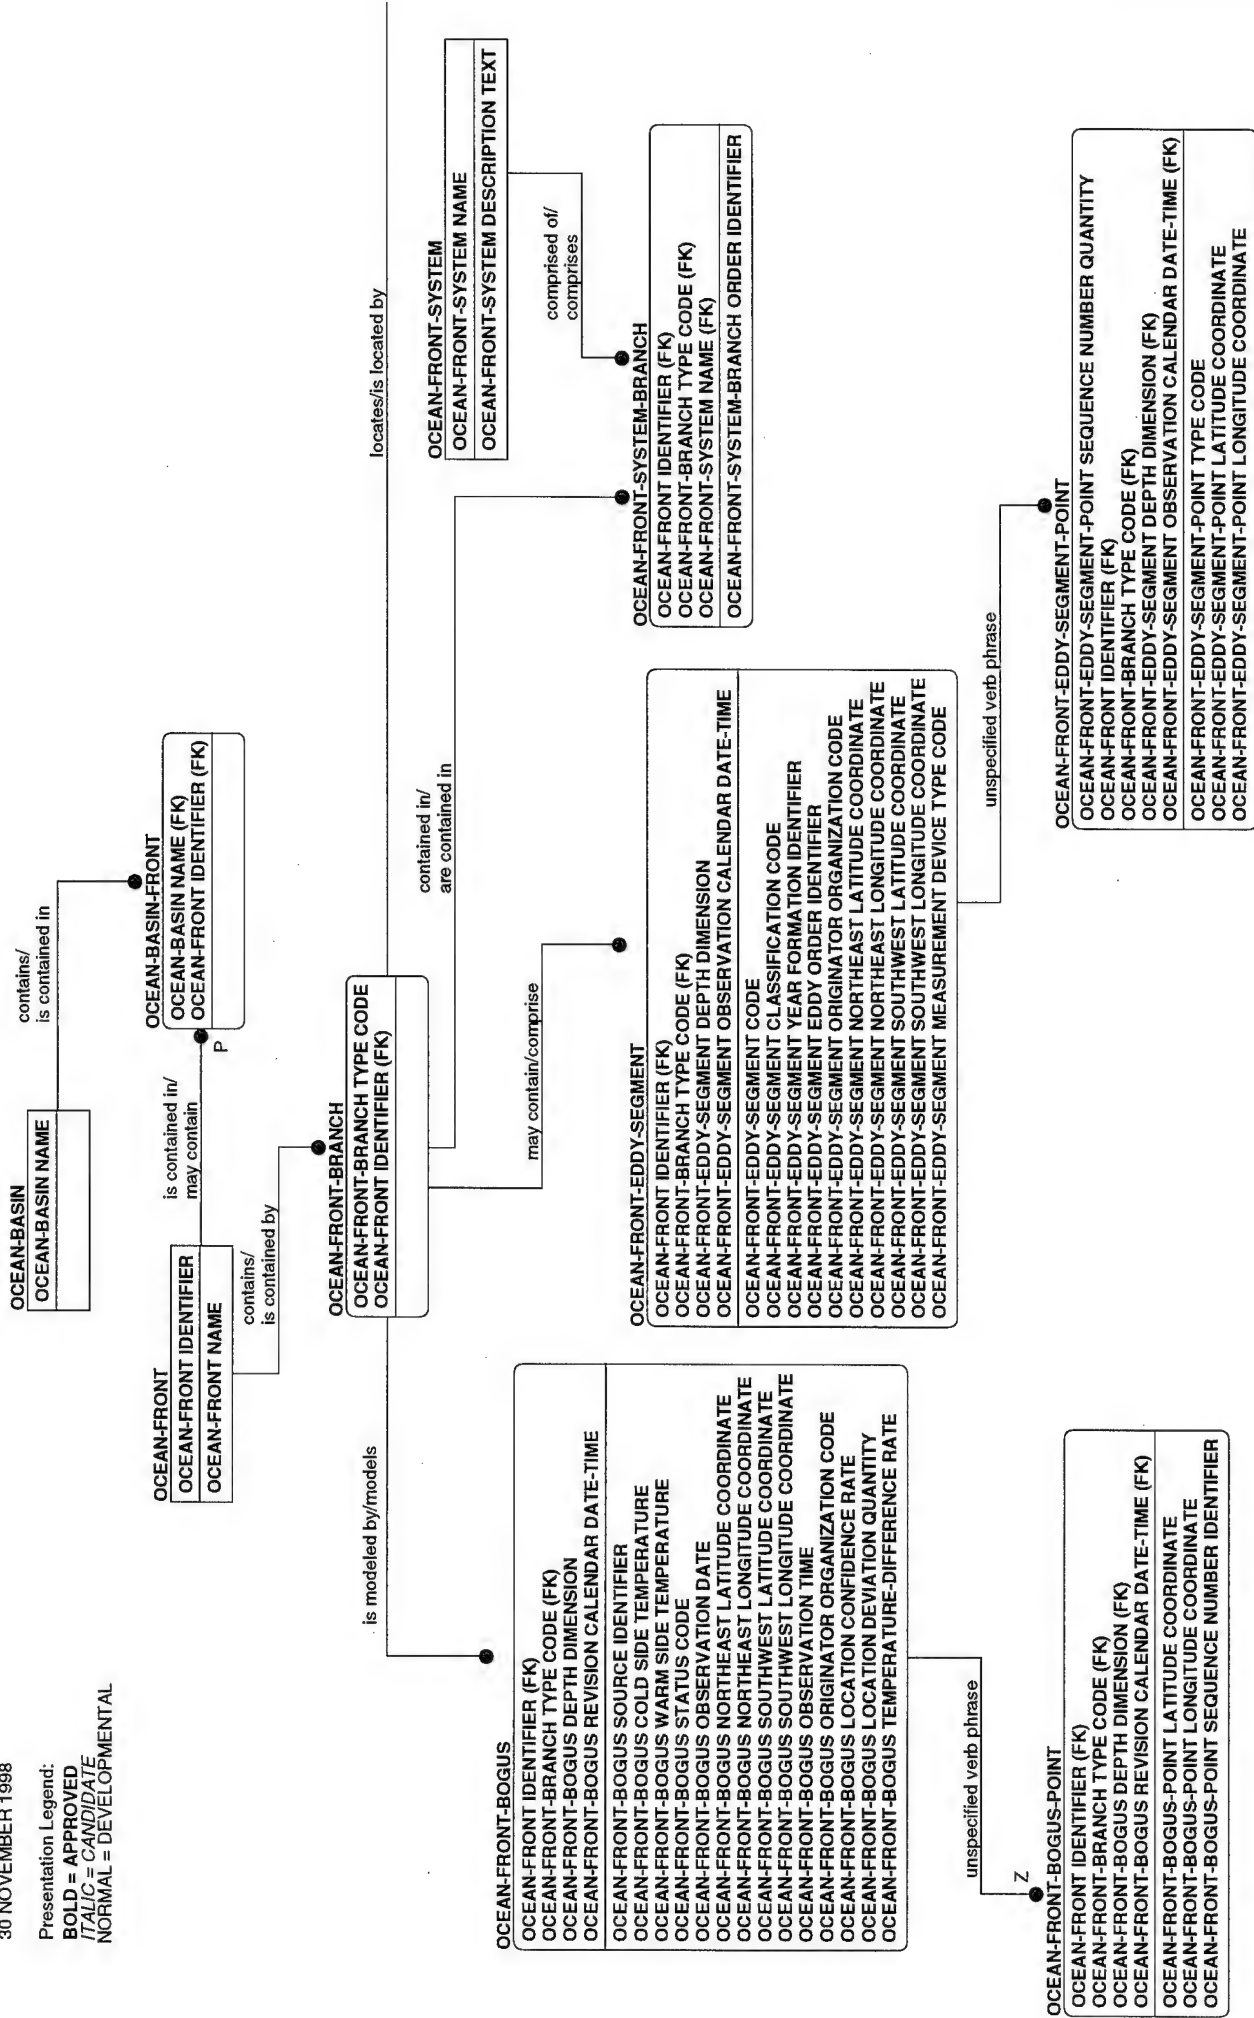 30 NOVEMBER 1998
Presentation Legend:
BOLD = APPROVED
ITALIC = CANDIDATE
NORMAL = DEVELOPMENTAL
OCEAN-BASIN
OCEAN-BASIN NAME
contains/
is contained in
OCEAN-FRONT
OCEAN-FRONT IDENTIFIER
OCEAN-FRONT NAME
is contained in/
may contain
P
OCEAN-BASIN-FRONT
OCEAN-BASIN NAME (FK)
OCEAN-FRONT IDENTIFIER (FK)
contains/
is contained by
OCEAN-FRONT-BRANCH
OCEAN-FRONT-BRANCH TYPE CODE
OCEAN-FRONT IDENTIFIER (FK)
locates/is located by
is modeled by/models
contained in/
are contained in
may contain/comprise
OCEAN-FRONT-SYSTEM
OCEAN-FRONT-SYSTEM NAME
OCEAN-FRONT-SYSTEM DESCRIPTION TEXT
comprised of/
comprises
OCEAN-FRONT-BOGUS
OCEAN-FRONT IDENTIFIER (FK)
OCEAN-FRONT-BRANCH TYPE CODE (FK)
OCEAN-FRONT-BOGUS DEPTH DIMENSION
OCEAN-FRONT-BOGUS REVISION CALENDAR DATE-TIME
OCEAN-FRONT-BOGUS SOURCE IDENTIFIER
OCEAN-FRONT-BOGUS COLD SIDE TEMPERATURE
OCEAN-FRONT-BOGUS WARM SIDE TEMPERATURE
OCEAN-FRONT-BOGUS STATUS CODE
OCEAN-FRONT-BOGUS OBSERVATION DATE
OCEAN-FRONT-BOGUS NORTHEAST LATITUDE COORDINATE
OCEAN-FRONT-BOGUS NORTHEAST LONGITUDE COORDINATE
OCEAN-FRONT-BOGUS SOUTHWEST LATITUDE COORDINATE
OCEAN-FRONT-BOGUS SOUTHWEST LONGITUDE COORDINATE
OCEAN-FRONT-BOGUS OBSERVATION TIME
OCEAN-FRONT-BOGUS ORIGINATOR ORGANIZATION CODE
OCEAN-FRONT-BOGUS LOCATION CONFIDENCE RATE
OCEAN-FRONT-BOGUS LOCATION DEVIATION QUANTITY
OCEAN-FRONT-BOGUS TEMPERATURE-DIFFERENCE RATE
OCEAN-FRONT-EDDY-SEGMENT
OCEAN-FRONT IDENTIFIER (FK)
OCEAN-FRONT-BRANCH TYPE CODE (FK)
OCEAN-FRONT-EDDY-SEGMENT DEPTH DIMENSION
OCEAN-FRONT-EDDY-SEGMENT OBSERVATION CALENDAR DATE-TIME
OCEAN-FRONT-EDDY-SEGMENT CODE
OCEAN-FRONT-EDDY-SEGMENT CLASSIFICATION CODE
OCEAN-FRONT-EDDY-SEGMENT YEAR FORMATION IDENTIFIER
OCEAN-FRONT-EDDY-SEGMENT EDDY ORDER IDENTIFIER
OCEAN-FRONT-EDDY-SEGMENT ORIGINATOR ORGANIZATION CODE
OCEAN-FRONT-EDDY-SEGMENT NORTHEAST LATITUDE COORDINATE
OCEAN-FRONT-EDDY-SEGMENT NORTHEAST LONGITUDE COORDINATE
OCEAN-FRONT-EDDY-SEGMENT SOUTHWEST LATITUDE COORDINATE
OCEAN-FRONT-EDDY-SEGMENT SOUTHWEST LONGITUDE COORDINATE
OCEAN-FRONT-EDDY-SEGMENT MEASUREMENT DEVICE TYPE CODE
OCEAN-FRONT-SYSTEM-BRANCH
OCEAN-FRONT IDENTIFIER (FK)
OCEAN-FRONT-BRANCH TYPE CODE (FK)
OCEAN-FRONT-SYSTEM NAME (FK)
OCEAN-FRONT-SYSTEM-BRANCH ORDER IDENTIFIER
unspecified verb phrase
Z
OCEAN-FRONT-BOGUS-POINT
OCEAN-FRONT IDENTIFIER (FK)
OCEAN-FRONT-BRANCH TYPE CODE (FK)
OCEAN-FRONT-BOGUS DEPTH DIMENSION (FK)
OCEAN-FRONT-BOGUS REVISION CALENDAR DATE-TIME (FK)
OCEAN-FRONT-BOGUS-POINT LATITUDE COORDINATE
OCEAN-FRONT-BOGUS-POINT LONGITUDE COORDINATE
OCEAN-FRONT-BOGUS-POINT SEQUENCE NUMBER IDENTIFIER
unspecified verb phrase
OCEAN-FRONT-EDDY-SEGMENT-POINT
OCEAN-FRONT-EDDY-SEGMENT-POINT SEQUENCE NUMBER QUANTITY
OCEAN-FRONT IDENTIFIER (FK)
OCEAN-FRONT-BRANCH TYPE CODE (FK)
OCEAN-FRONT-EDDY-SEGMENT DEPTH DIMENSION (FK)
OCEAN-FRONT-EDDY-SEGMENT OBSERVATION CALENDAR DATE-TIME (FK)
OCEAN-FRONT-EDDY-SEGMENT-POINT TYPE CODE
OCEAN-FRONT-EDDY-SEGMENT-POINT LATITUDE COORDINATE
OCEAN-FRONT-EDDY-SEGMENT-POINT LONGITUDE COORDINATE